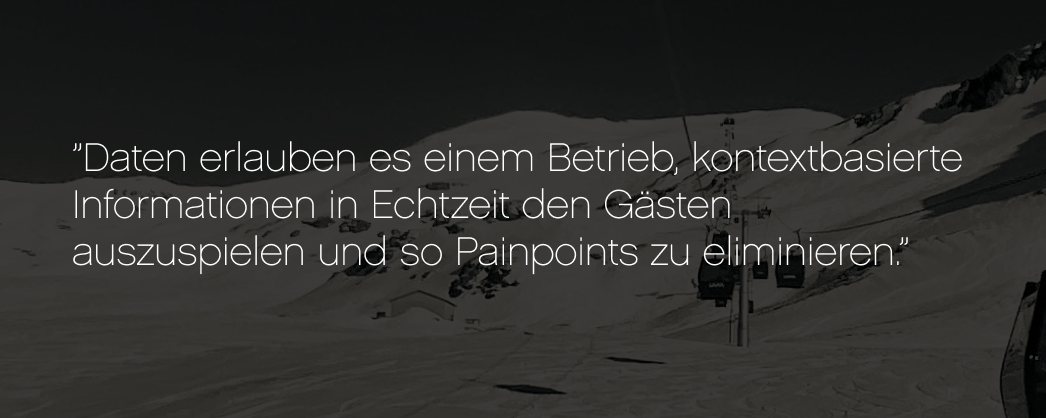 ”Daten erlauben es einem Betrieb, kontextbasierte
Informationen in Echtzeit den Gästen
auszuspielen und so Painpoints zu eliminieren.”